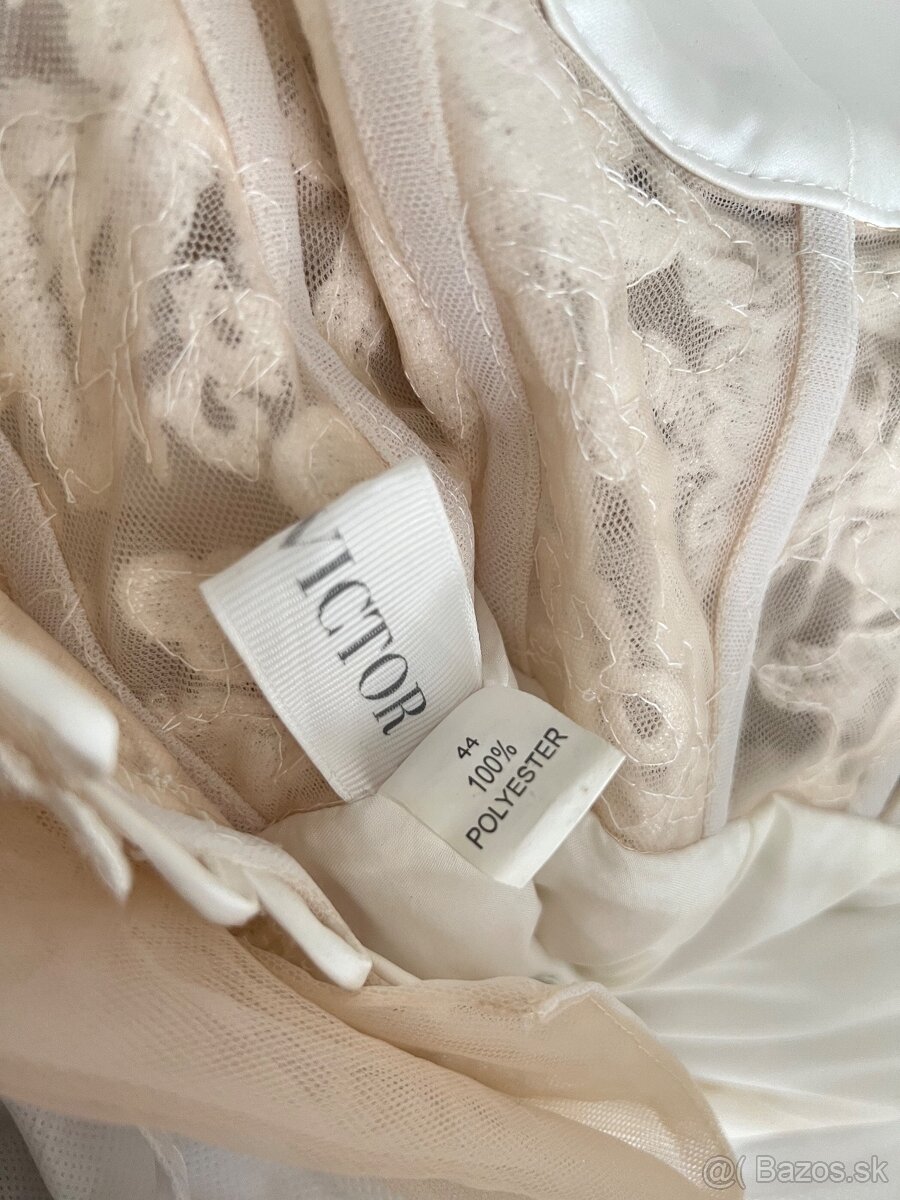 VICTOR
44
100%
POLYESTER
@( Bazos.sk